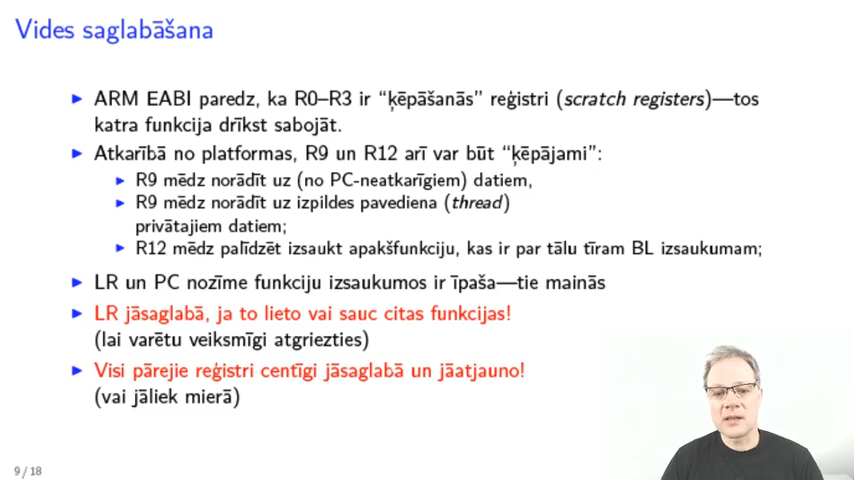 Vides saglabāšana
ARM EABI paredz, ka R0–R3 ir “ķēpāšanās” reģistri (scratch registers)—tos
katra funkcija drīkst sabojāt.
Atkarībā no platformas, R9 un R12 arī var būt “ķēpājami”:
R9 mēdz norādīt uz (no PC-neatkarīgiem) datiem,
R9 mēdz norādīt uz izpildes pavediena (thread)
privātajiem datiem;
R12 mēdz palīdzēt izsaukt apakšfunkciju, kas ir par tālu tīram BL izsaukumam;
LR un PC nozīme funkciju izsaukumos ir īpaša—tie mainās
LR jāsaglabā, ja to lieto vai sauc citas funkcijas!
(lai varētu veiksmīgi atgriezties)
Visi pārejie reģistri centīgi jāsaglabā un jāatjauno!
(vai jāliek mierā)
9 / 18